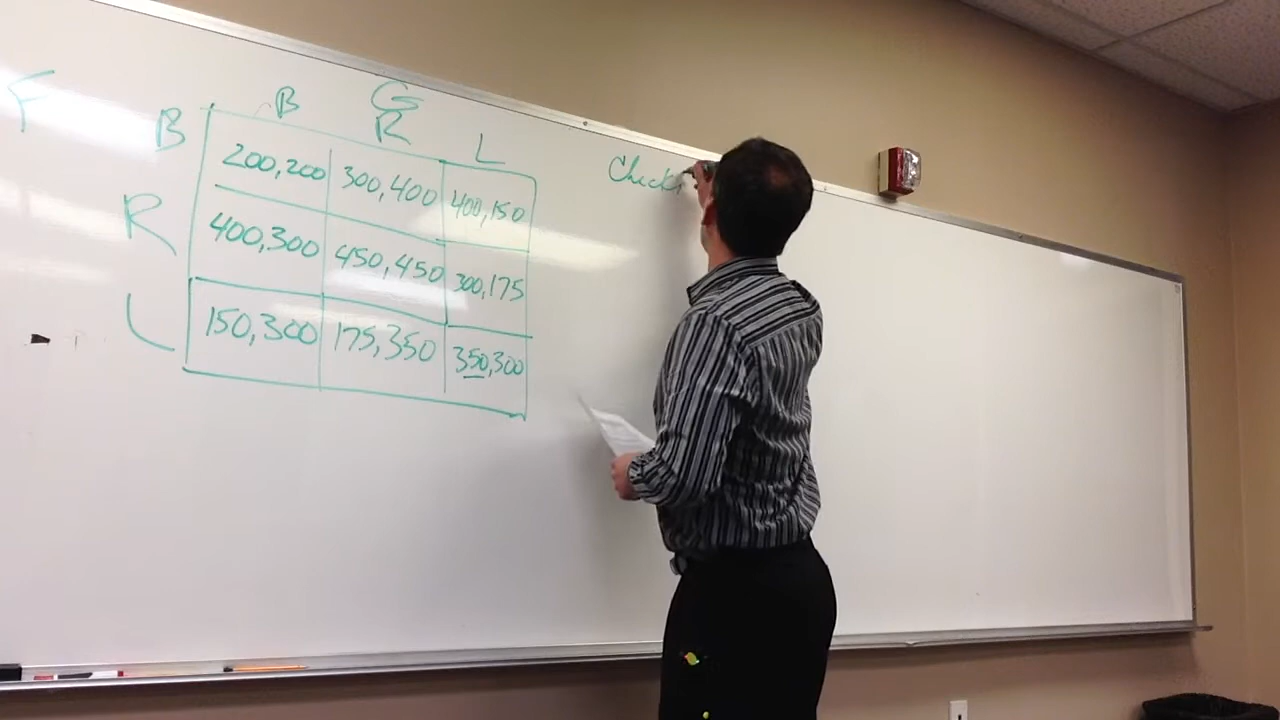 F
G
B R L
B 200,200 300,400 400,150
R 400,300 450,450 300,175
L 150,300 175,350 350,300
Check